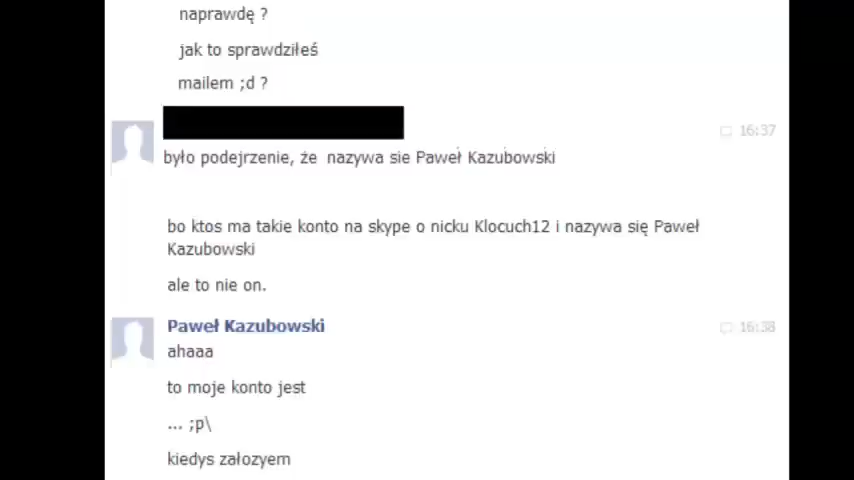 naprawdę ?
jak to sprawdziłeś
mailem ;d ?
16:37
było podejrzenie, że nazywa sie Paweł Kazubowski
bo ktos ma takie konto na skype o nicku Klocuch12 i nazywa się Paweł
Kazubowski
ale to nie on.
Paweł Kazubowski 16:38
ahaaa
to moje konto jest
... ;p\
kiedys załozyem